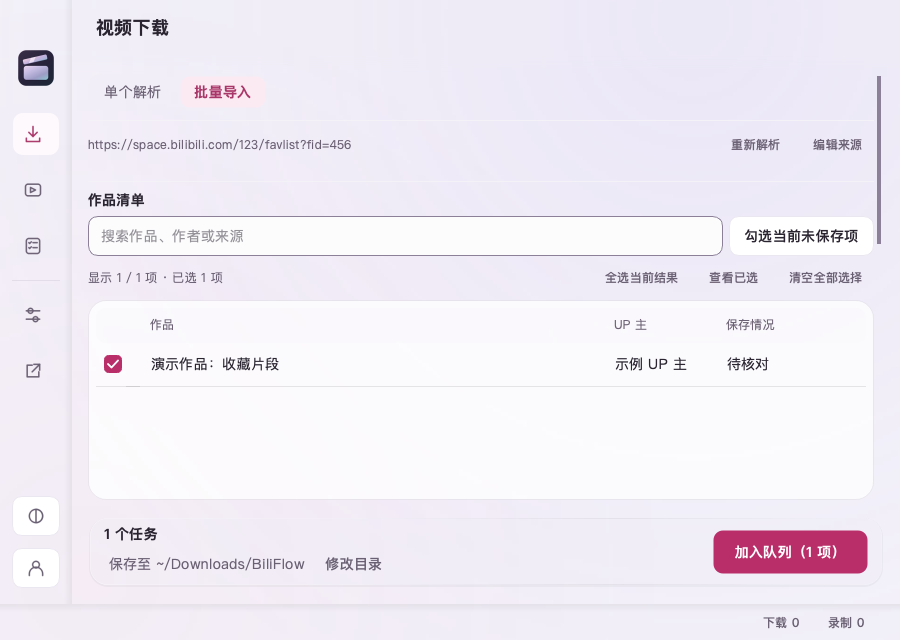 视频下载
单个解析 批量导入
https://space.bilibili.com/123/favlist?fid=456 重新解析 编辑来源
作品清单
搜索作品、作者或来源 勾选当前未保存项
显示 1 / 1 项 · 已选 1 项 全选当前结果 查看已选 清空全部选择
作品 UP 主 保存情况
演示作品：收藏片段 示例 UP 主 待核对
1 个任务
保存至 ~/Downloads/BiliFlow 修改目录
加入队列（1 项）
下载 0 录制 0